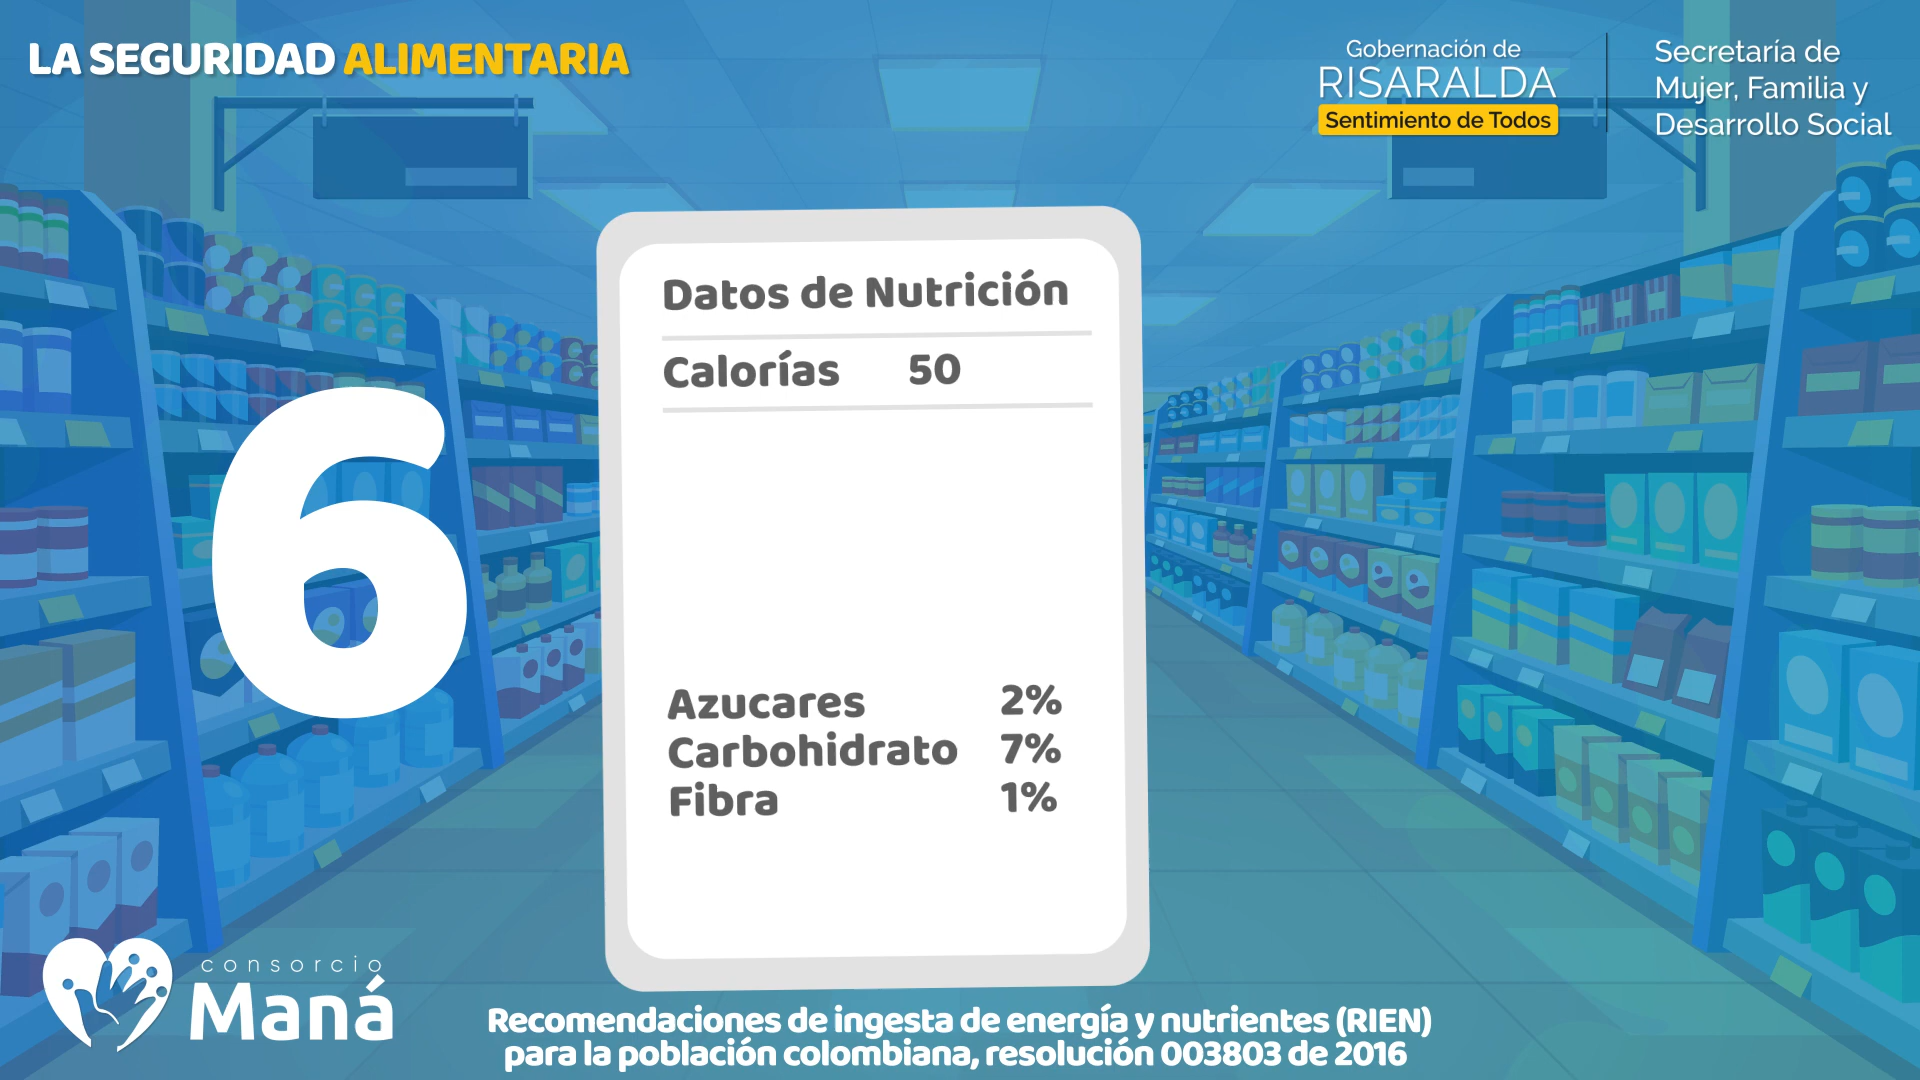 LA SEGURIDAD ALIMENTARIA
Gobernación de
RISARALDA
Sentimiento de Todos
Secretaría de
Mujer, Familia y
Desarrollo Social
Datos de Nutrición
Calorías 50
6
Azucares 2%
Carbohidrato 7%
Fibra 1%
consorcio
Maná
Recomendaciones de ingesta de energía y nutrientes (RIEN)
para la población colombiana, resolución 003803 de 2016